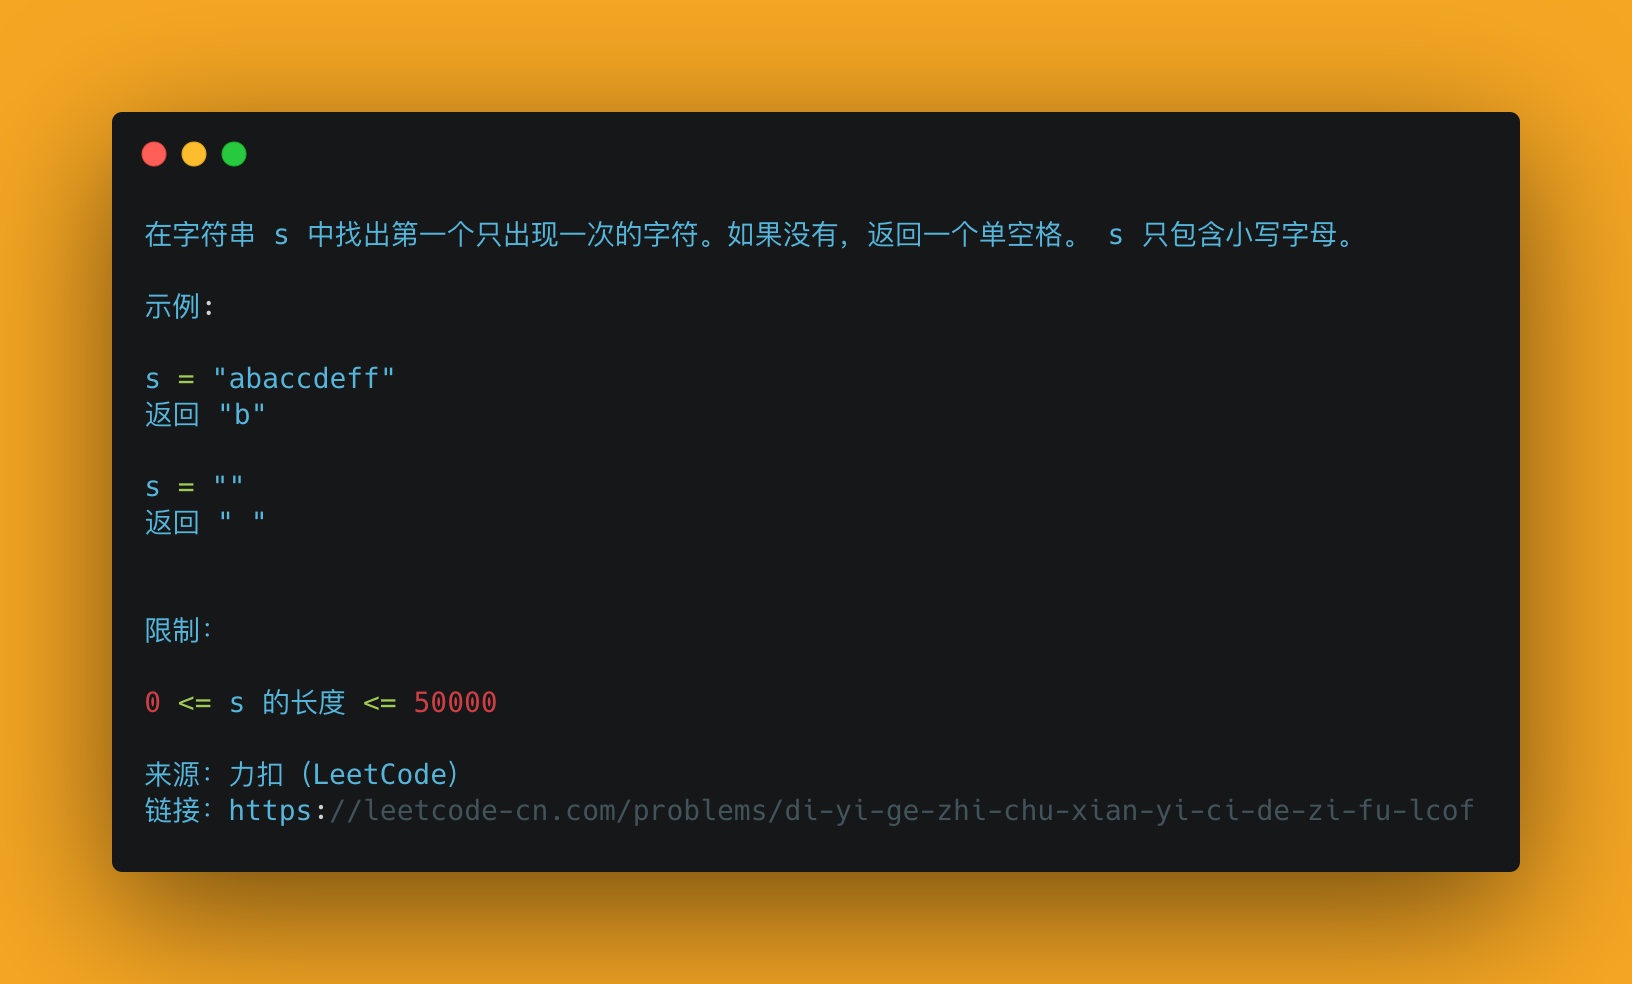 在字符串 s 中找出第一个只出现一次的字符。如果没有，返回一个单空格。 s 只包含小写字母。
示例:
s = "abaccdeff"
返回 "b"
s = ""
返回 " "
限制：
0 <= s 的长度 <= 50000
来源：力扣（LeetCode）
链接：https://leetcode-cn.com/problems/di-yi-ge-zhi-chu-xian-yi-ci-de-zi-fu-lcof